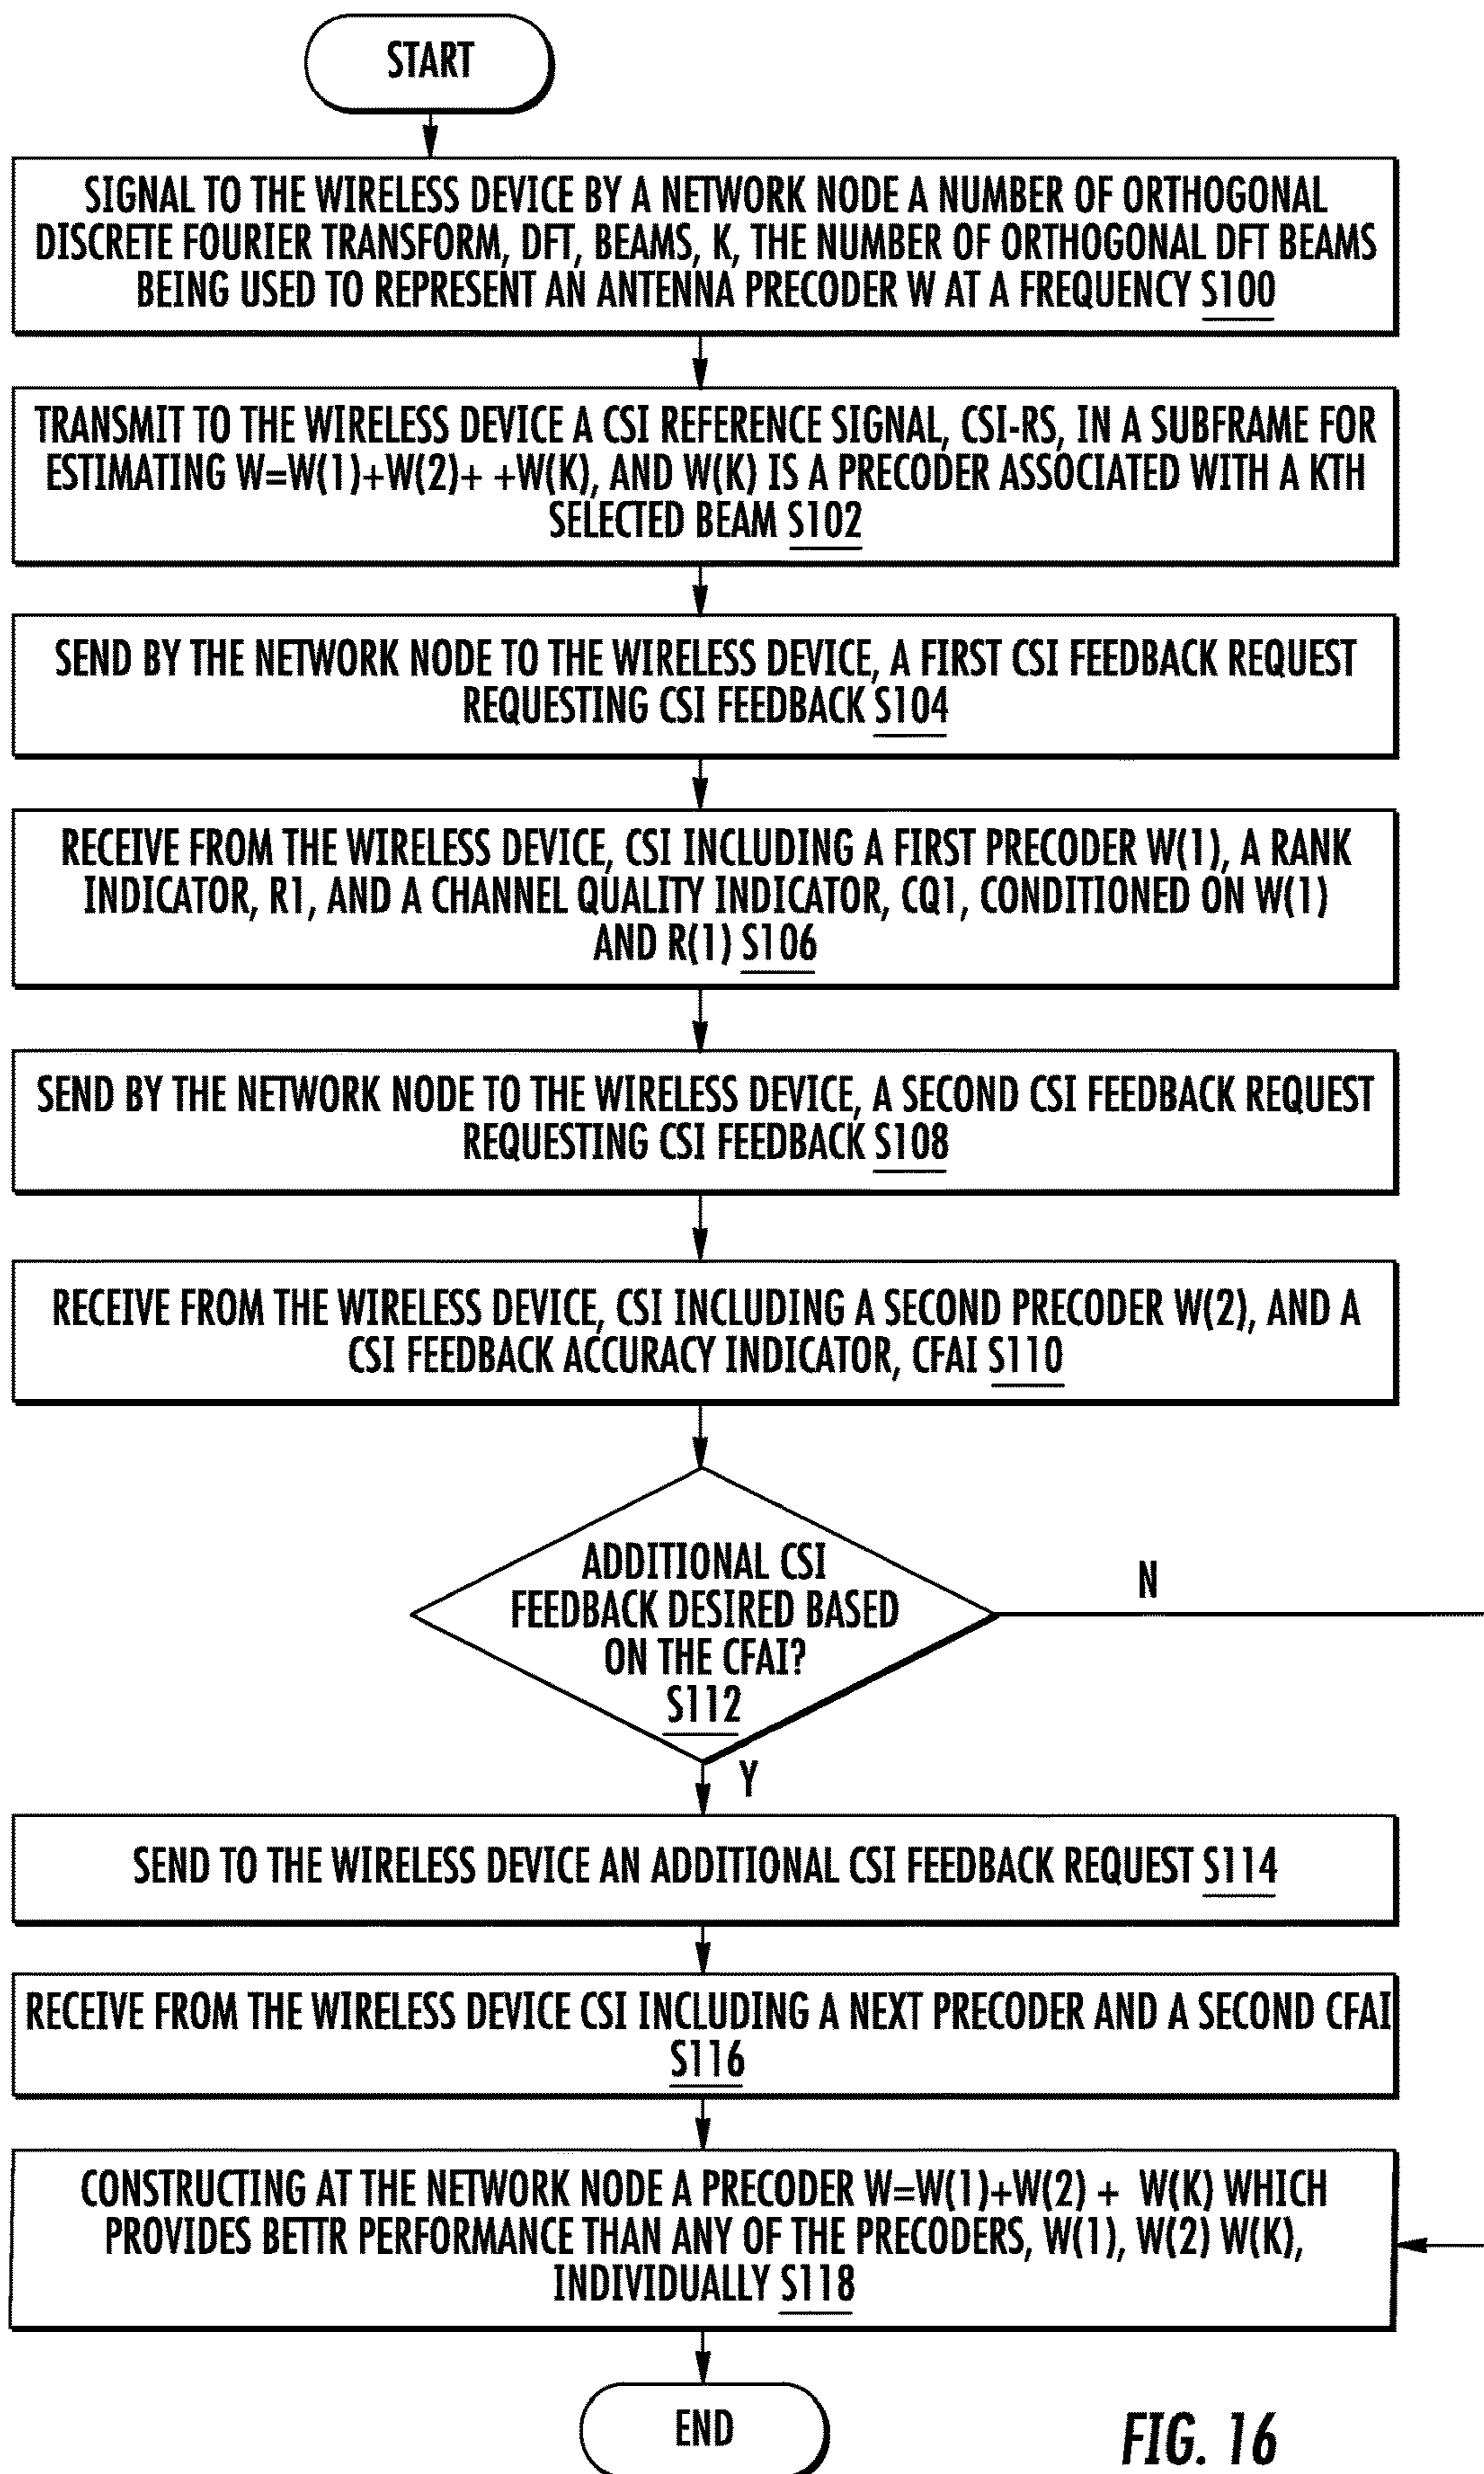 START
SIGNAL TO THE WIRELESS DEVICE BY A NETWORK NODE A NUMBER OF ORTHOGONAL
DISCRETE FOURIER TRANSFORM, DFT, BEAMS, K, THE NUMBER OF ORTHOGONAL DFT BEAMS
BEING USED TO REPRESENT AN ANTENNA PRECODER W AT A FREQUENCY S100
TRANSMIT TO THE WIRELESS DEVICE A CSI REFERENCE SIGNAL, CSI-RS, IN A SUBFRAME FOR
ESTIMATING W=W(1)+W(2)+ +W(K), AND W(K) IS A PRECODER ASSOCIATED WITH A KTH
SELECTED BEAM S102
SEND BY THE NETWORK NODE TO THE WIRELESS DEVICE, A FIRST CSI FEEDBACK REQUEST
REQUESTING CSI FEEDBACK S104
RECEIVE FROM THE WIRELESS DEVICE, CSI INCLUDING A FIRST PRECODER W(1), A RANK
INDICATOR, R1, AND A CHANNEL QUALITY INDICATOR, CQ1, CONDITIONED ON W(1)
AND R(1) S106
SEND BY THE NETWORK NODE TO THE WIRELESS DEVICE, A SECOND CSI FEEDBACK REQUEST
REQUESTING CSI FEEDBACK S108
RECEIVE FROM THE WIRELESS DEVICE, CSI INCLUDING A SECOND PRECODER W(2), AND A
CSI FEEDBACK ACCURACY INDICATOR, CFAI S110
ADDITIONAL CSI
FEEDBACK DESIRED BASED
ON THE CFAI?
S112
N
Y
SEND TO THE WIRELESS DEVICE AN ADDITIONAL CSI FEEDBACK REQUEST S114
RECEIVE FROM THE WIRELESS DEVICE CSI INCLUDING A NEXT PRECODER AND A SECOND CFAI
S116
CONSTRUCTING AT THE NETWORK NODE A PRECODER W=W(1)+W(2) + W(K) WHICH
PROVIDES BETTR PERFORMANCE THAN ANY OF THE PRECODERS, W(1), W(2) W(K),
INDIVIDUALLY S118
END
FIG. 16